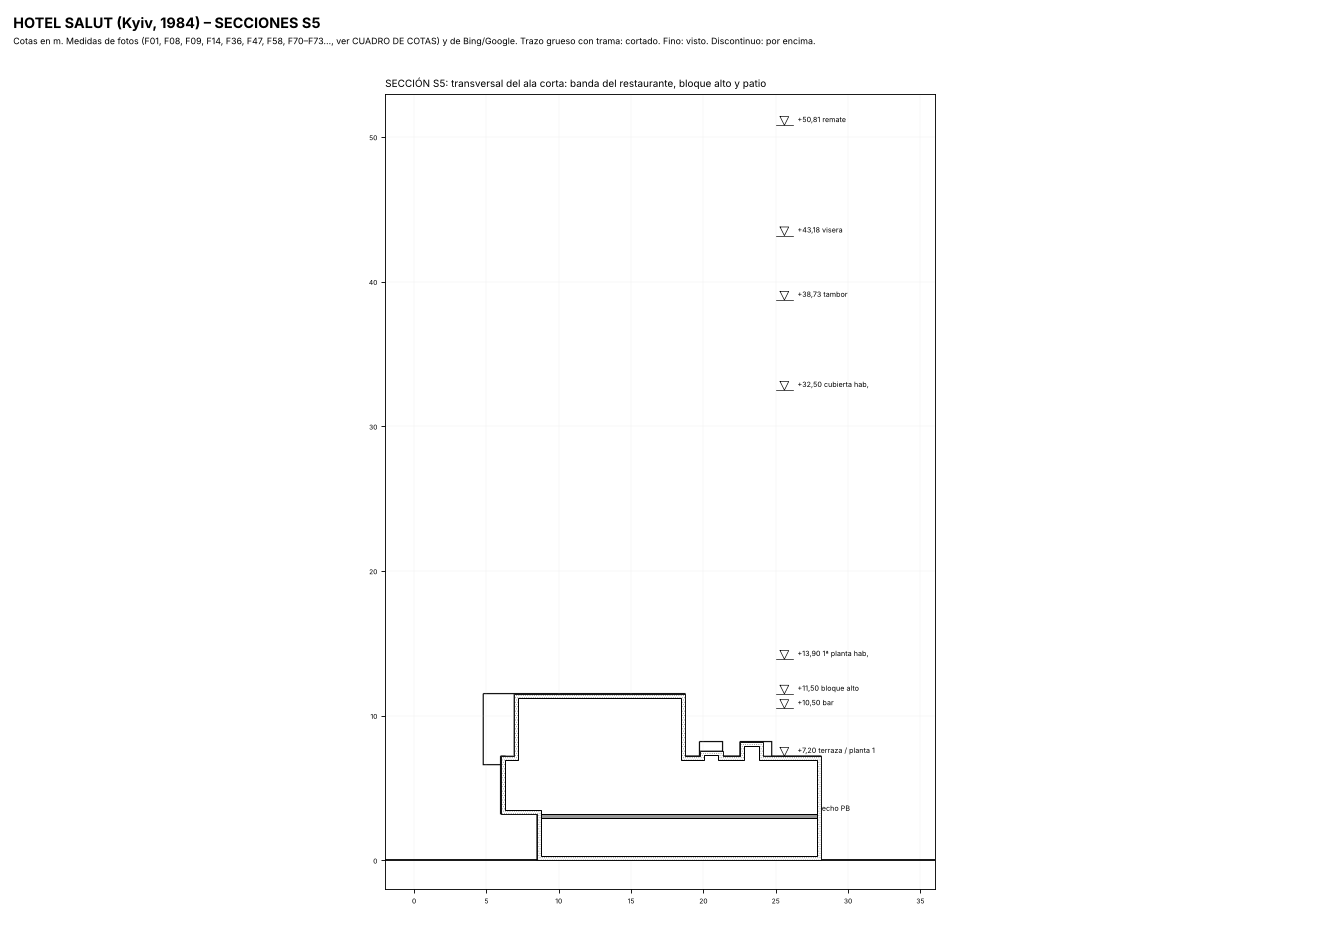 HOTEL SALUT (Kyiv, 1984) – SECCIONES S5
Cotas en m. Medidas de fotos (F01, F08, F09, F14, F36, F47, F58, F70–F73..., ver CUADRO DE COTAS) y de Bing/Google. Trazo grueso con trama: cortado. Fino: visto. Discontinuo: por encima.
SECCIÓN S5: transversal del ala corta: banda del restaurante, bloque alto y patio
+50,81 remate
50
+43,18 visera
+38,73 tambor
40
+32,50 cubierta hab,
30
20
+13,90 1ª planta hab,
+11,50 bloque alto
+10,50 bar
10
+7,20 terraza / planta 1
echo PB
0
0 5 10 15 20 25 30 35